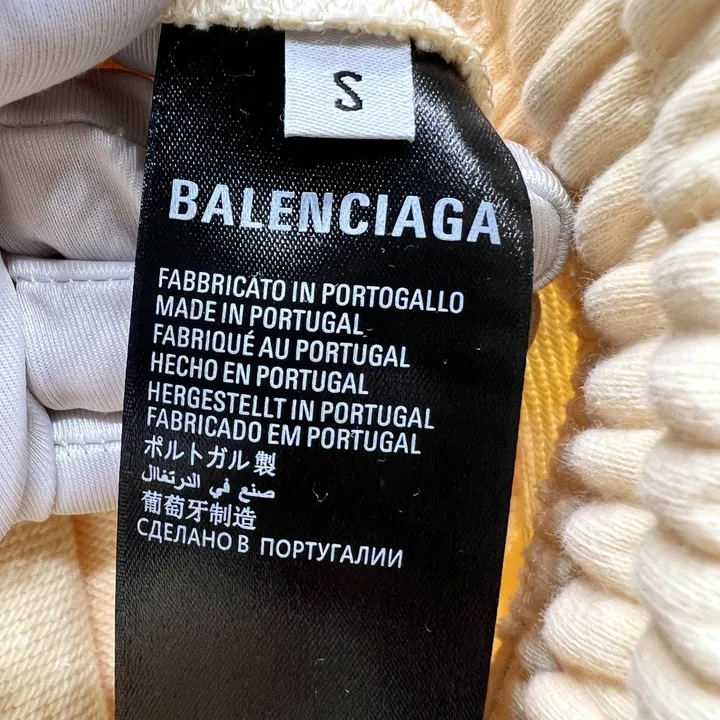 S
BALENCIAGA
FABBRICATO IN PORTOGALLO
MADE IN PORTUGAL
FABRIQUÉ AU PORTUGAL
HECHO EN PORTUGAL
HERGESTELLT IN PORTUGAL
FABRICADO EM PORTUGAL
ポルトガル 製
صنع في الدرتغاال
葡萄牙制造
СДЕЛАНО В ПОРТУГАЛИИ